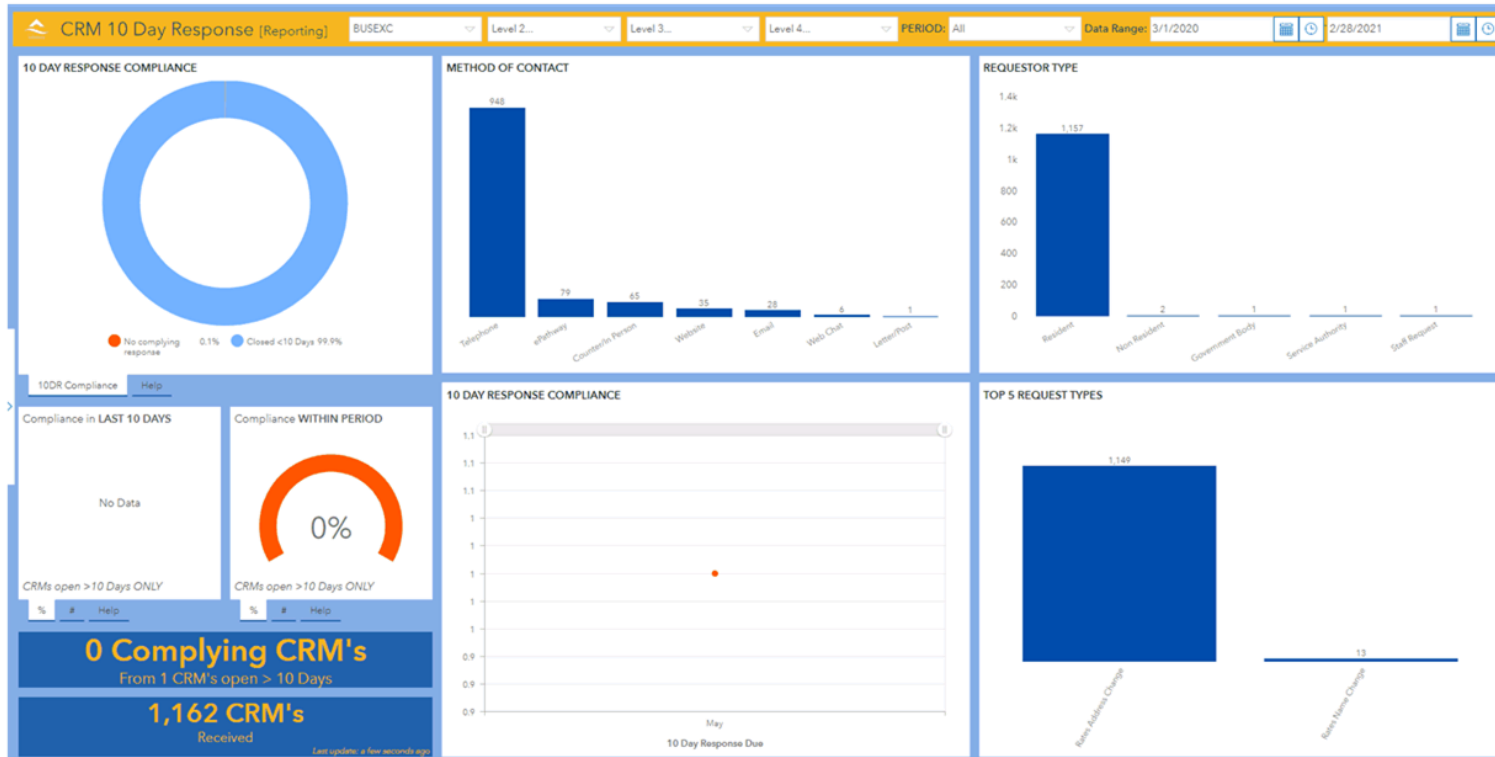 CRM 10 Day Response [Reporting]
BUSEXC
Level 2...
Level 3...
Level 4...
PERIOD: All
Data Range: 3/1/2020
2/28/2021
10 DAY RESPONSE COMPLIANCE
No complying response 0.1%
Closed <10 Days 99.9%
10DR Compliance
Help
METHOD OF CONTACT
948
79
65
35
28
6
1
Telephone
ePathway
Counter/In Person
Website
Email
Web Chat
Letter/Post
REQUESTOR TYPE
1.4k
1.2k
1k
800
600
400
200
0
1,157
2
1
1
1
Resident
Non Resident
Government Body
Service Authority
Staff Request
Compliance in LAST 10 DAYS
No Data
CRMs open >10 Days ONLY
%
#
Help
Compliance WITHIN PERIOD
0%
CRMs open >10 Days ONLY
%
#
Help
0 Complying CRM's
From 1 CRM's open > 10 Days
1,162 CRM's
Received
Last update: a few seconds ago
10 DAY RESPONSE COMPLIANCE
1.1
1.1
1.1
1
1
1
1
1
0.9
0.9
0.9
May
10 Day Response Due
TOP 5 REQUEST TYPES
1,149
13
Rates Address Change
Rates Name Change